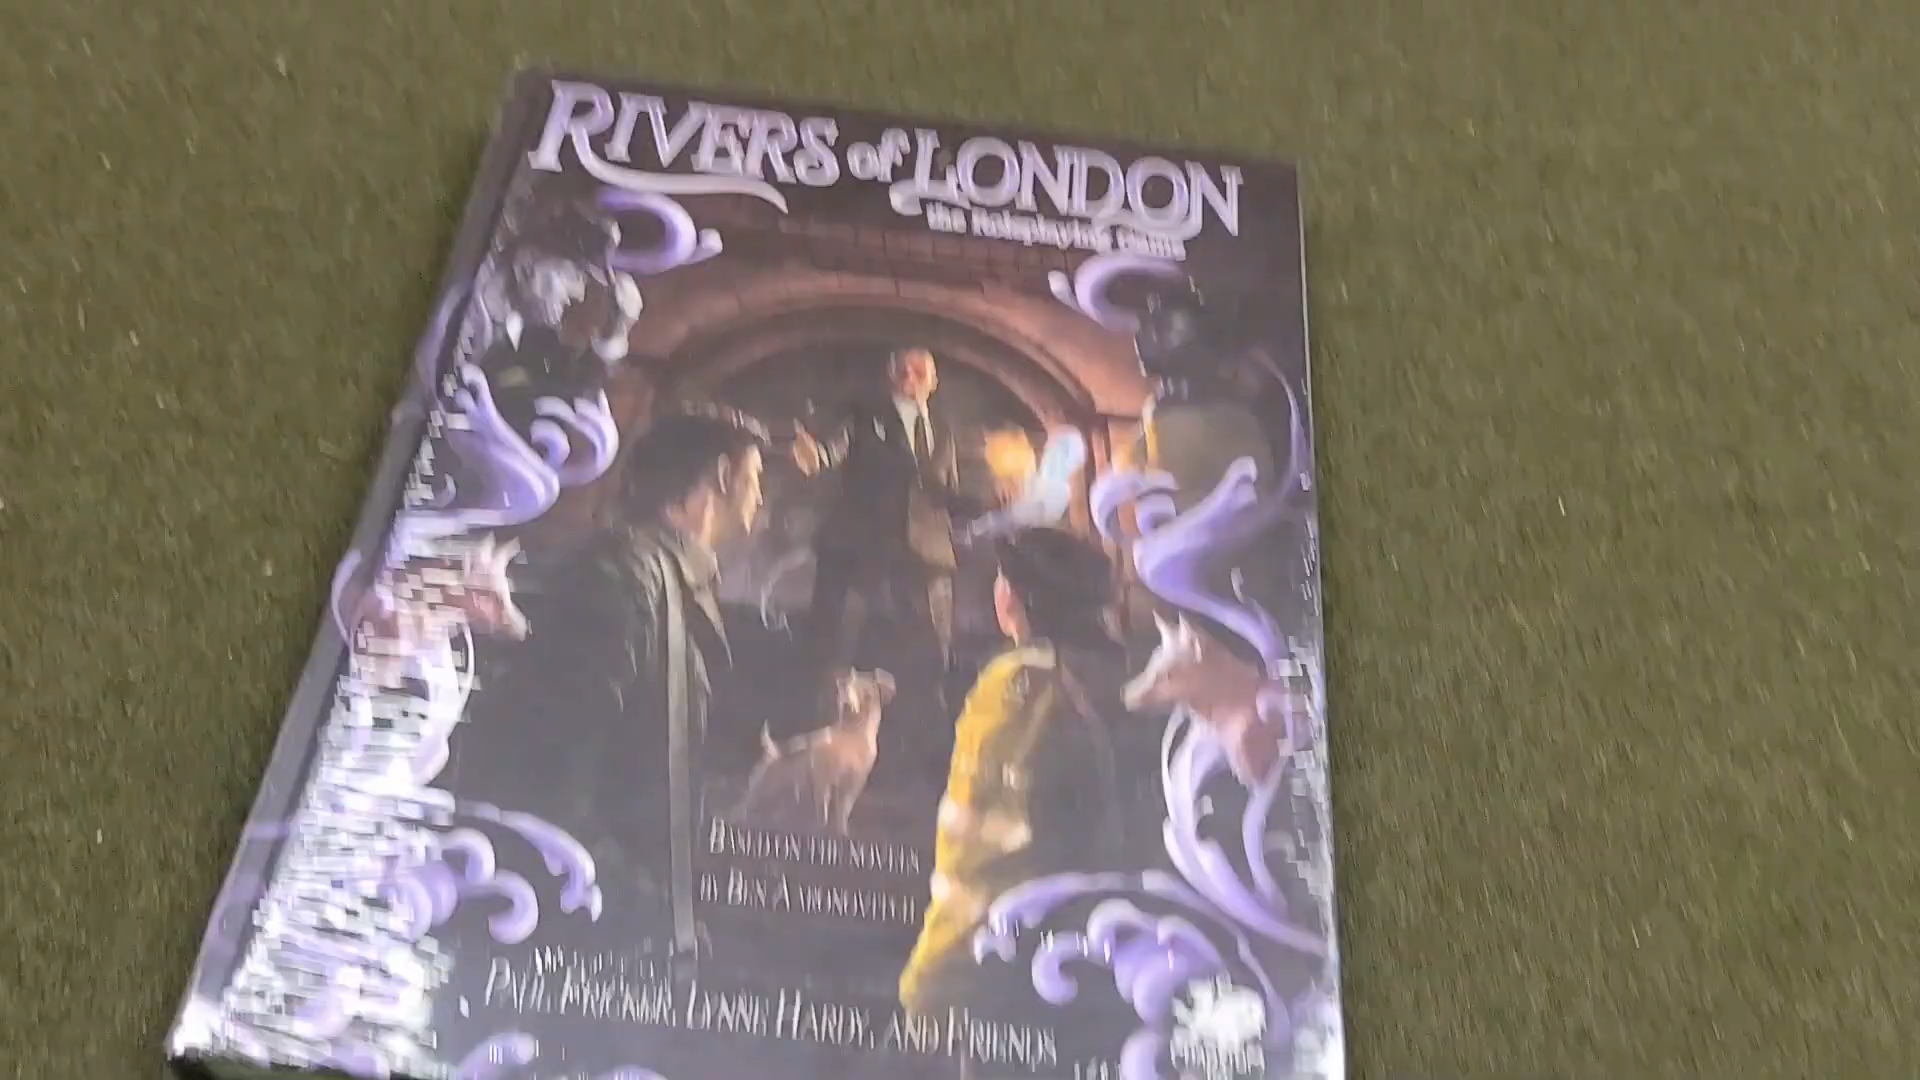 RIVERS of LONDON
the Roleplaying Game
BASED ON THE NOVELS
BY BEN AARONOVITCH
PAUL FRICKER, LYNNE HARDY, AND FRIENDS